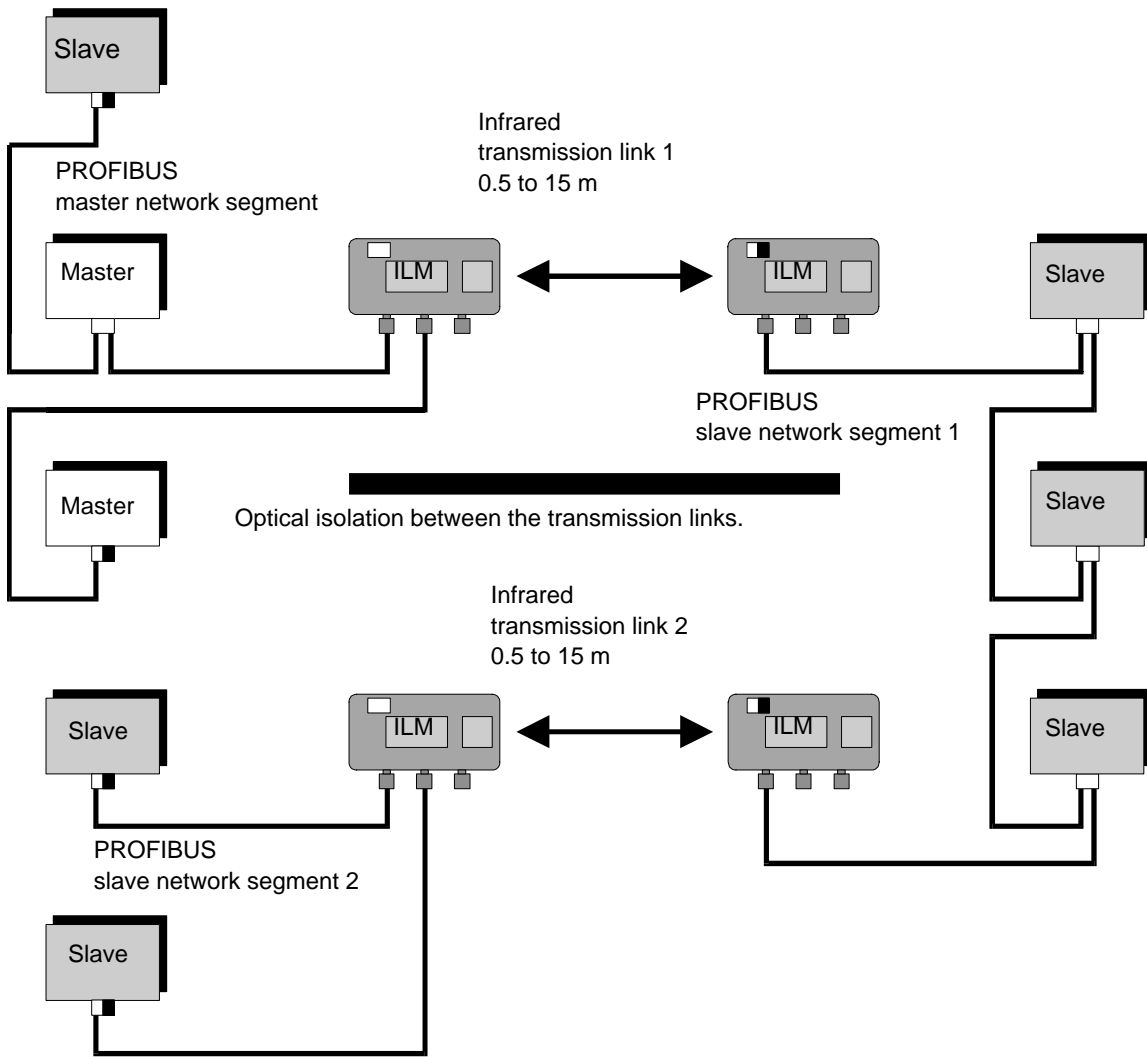 Slave
Infrared
transmission link 1
0.5 to 15 m
PROFIBUS
master network segment
Master
ILM
ILM
Slave
PROFIBUS
slave network segment 1
Master
Slave
Optical isolation between the transmission links.
Infrared
transmission link 2
0.5 to 15 m
Slave
ILM
ILM
Slave
PROFIBUS
slave network segment 2
Slave